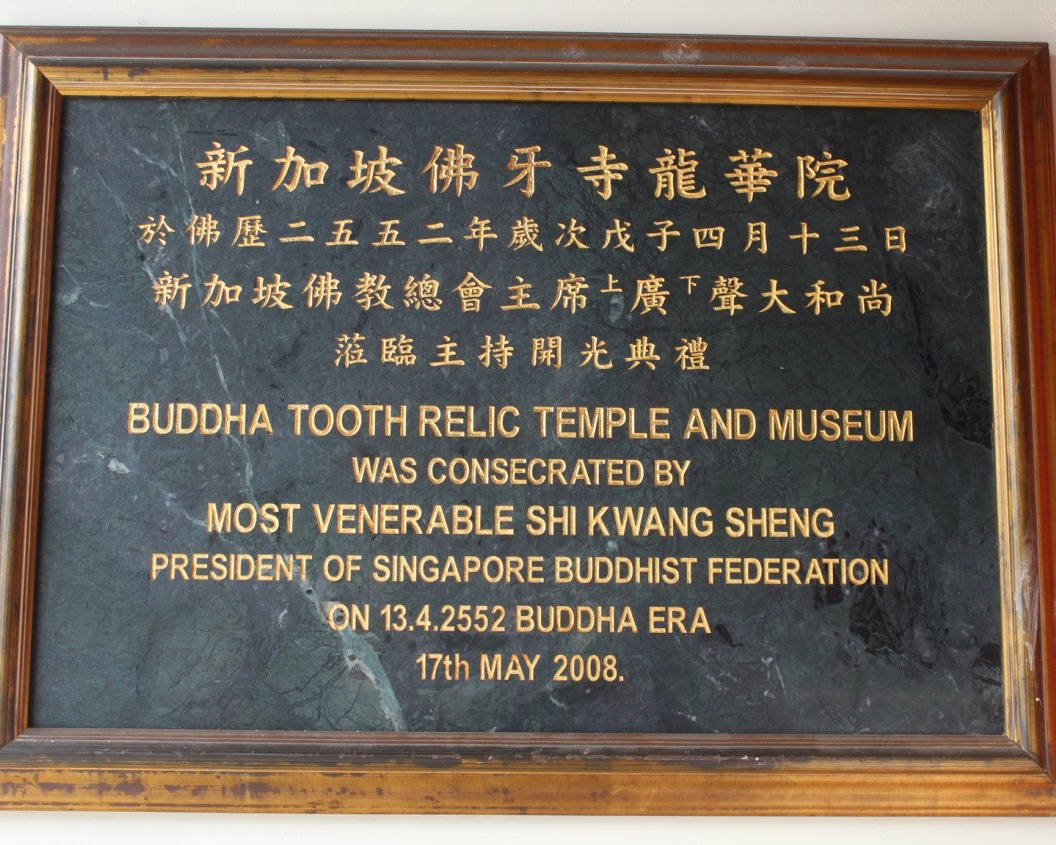 新加坡佛牙寺龍華院
於佛歷二五五二年歲次戊子四月十三日
新加坡佛教總會主席上廣下聲大和尚
蒞臨主持開光典禮
BUDDHA TOOTH RELIC TEMPLE AND MUSEUM
WAS CONSECRATED BY
MOST VENERABLE SHI KWANG SHENG
PRESIDENT OF SINGAPORE BUDDHIST FEDERATION
ON 13.4.2552 BUDDHA ERA
17th MAY 2008.